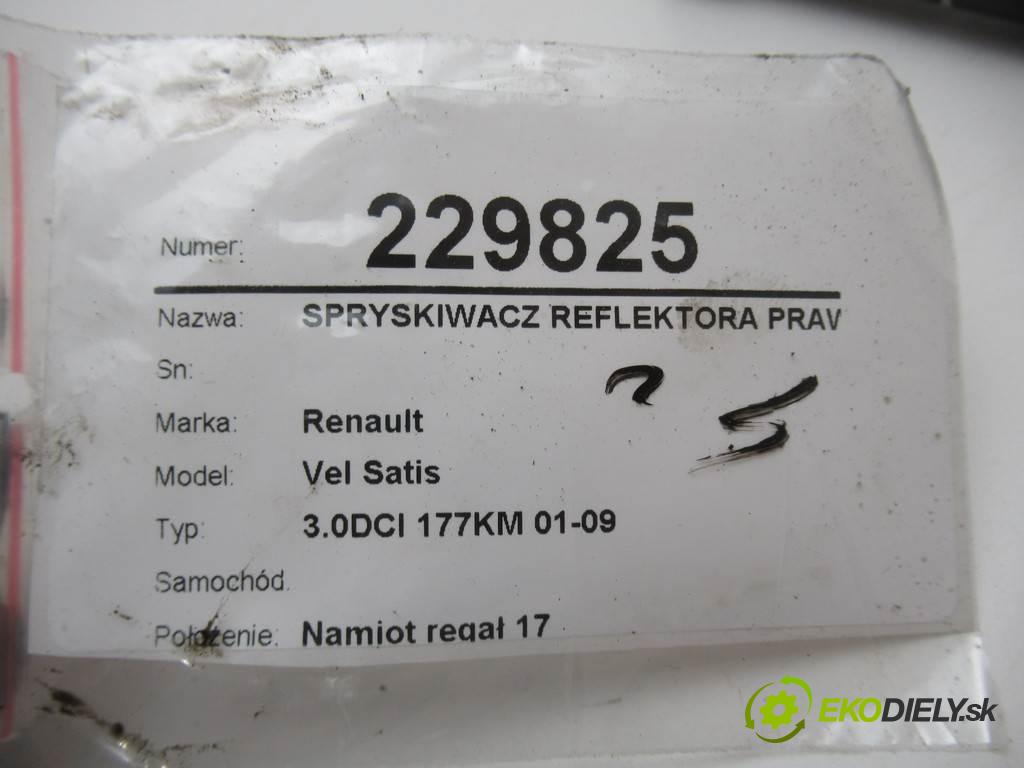 Numer: 229825
Nazwa: SPRYSKIWACZ REFLEKTORA PRAW
Sn:
Marka: Renault
Model: Vel Satis
Typ: 3.0DCI 177KM 01-09
Samochód:
Położenie: Namiot regał 17
EKODIELY.sk